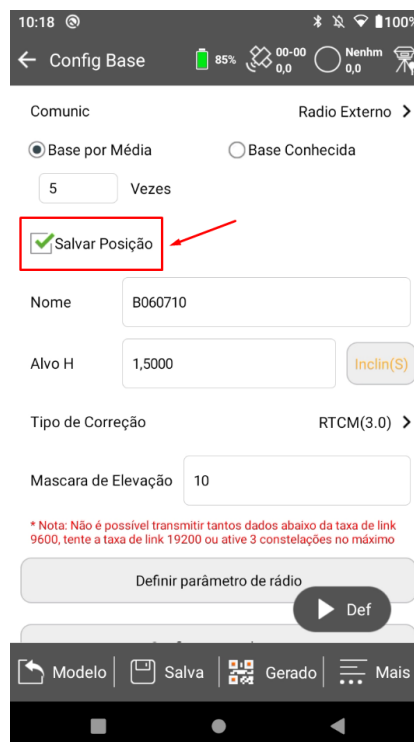 10:18 100%
Config Base 85% 00-00 0,0 Nenhm 0,0
Comunic Radio Externo
Base por Média Base Conhecida
5 Vezes
Salvar Posição
Nome B060710
Alvo H 1,5000 Inclin(S)
Tipo de Correção RTCM(3.0)
Mascara de Elevação 10
* Nota: Não é possível transmitir tantos dados abaixo da taxa de link
9600, tente a taxa de link 19200 ou ative 3 constelações no máximo
Definir parâmetro de rádio
Def
Modelo Salva Gerado Mais